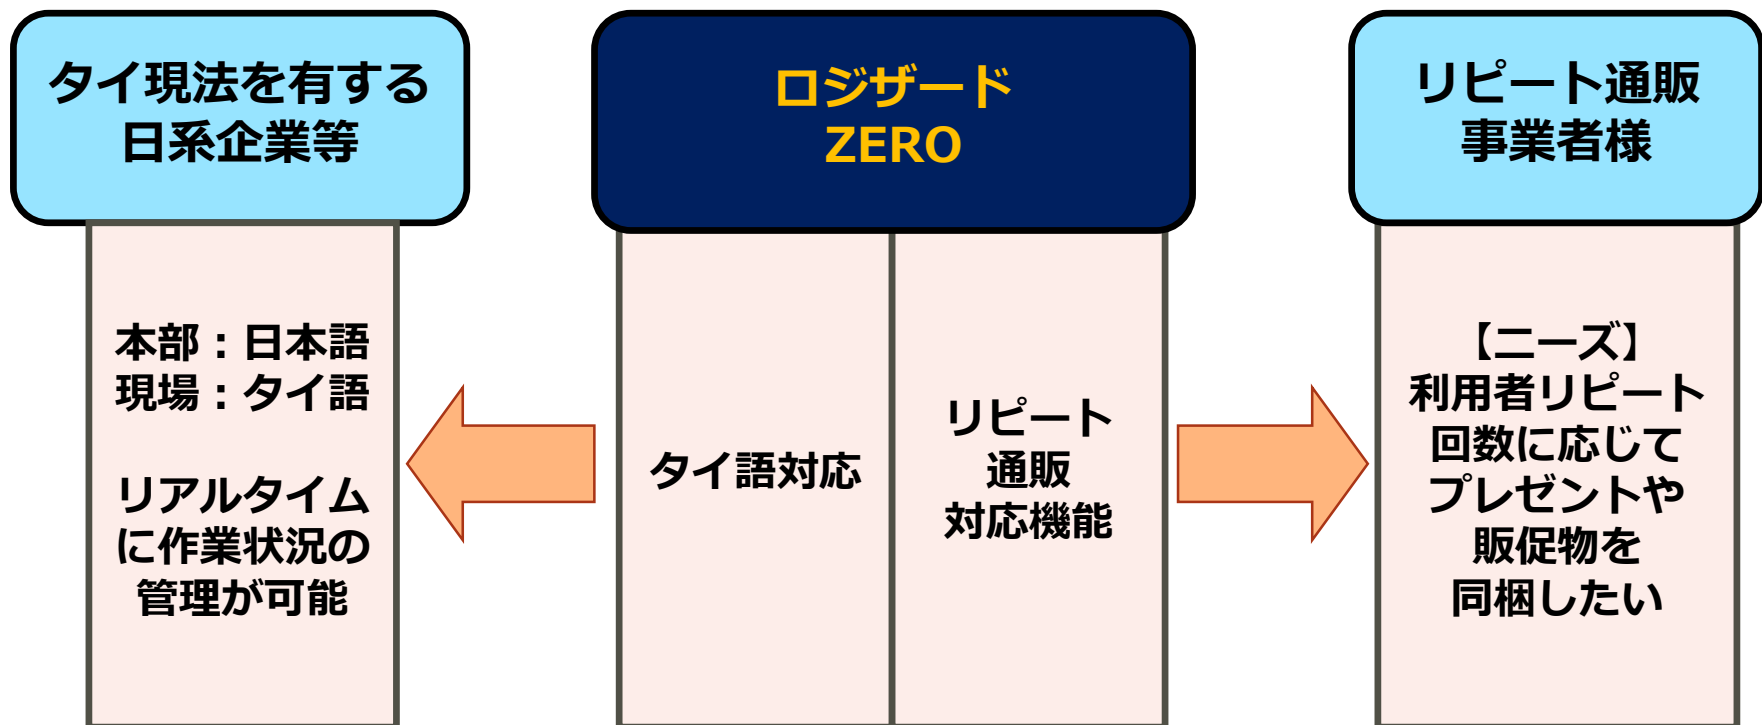 タイ現法を有する
日系企業等
本部：日本語
現場：タイ語
リアルタイム
に作業状況の
管理が可能
ロジザード
ZERO
タイ語対応
リピート
通販
対応機能
リピート通販
事業者様
【ニーズ】
利用者リピート
回数に応じて
プレゼントや
販促物を
同梱したい